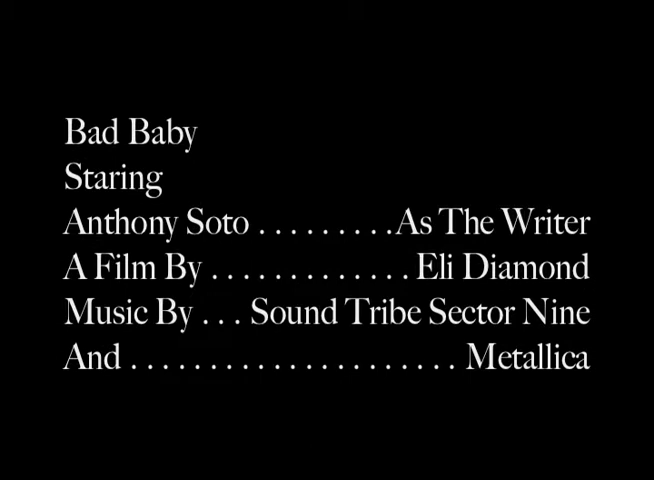 Bad Baby
Staring
Anthony Soto . . . . . . . . .As The Writer
A Film By . . . . . . . . . . . . . Eli Diamond
Music By . . . Sound Tribe Sector Nine
And . . . . . . . . . . . . . . . . . . . . . Metallica